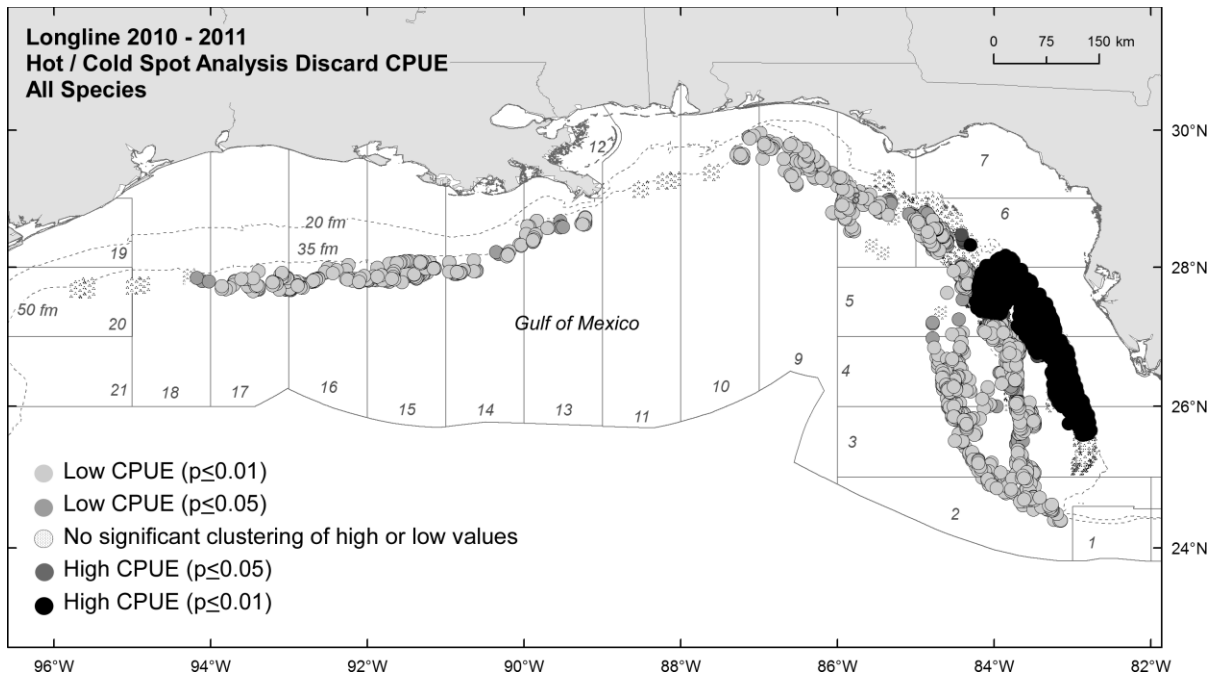 Longline 2010 - 2011
Hot / Cold Spot Analysis Discard CPUE
All Species
0 75 150 km
30°N
12
7
6
20 fm
35 fm
19
28°N
50 fm
5
20
Gulf of Mexico
9
4
21 18 17 16 15 14 13 11 10
26°N
3
Low CPUE (p≤0.01)
Low CPUE (p≤0.05)
2
No significant clustering of high or low values
1
24°N
High CPUE (p≤0.05)
High CPUE (p≤0.01)
96°W 94°W 92°W 90°W 88°W 86°W 84°W 82°W